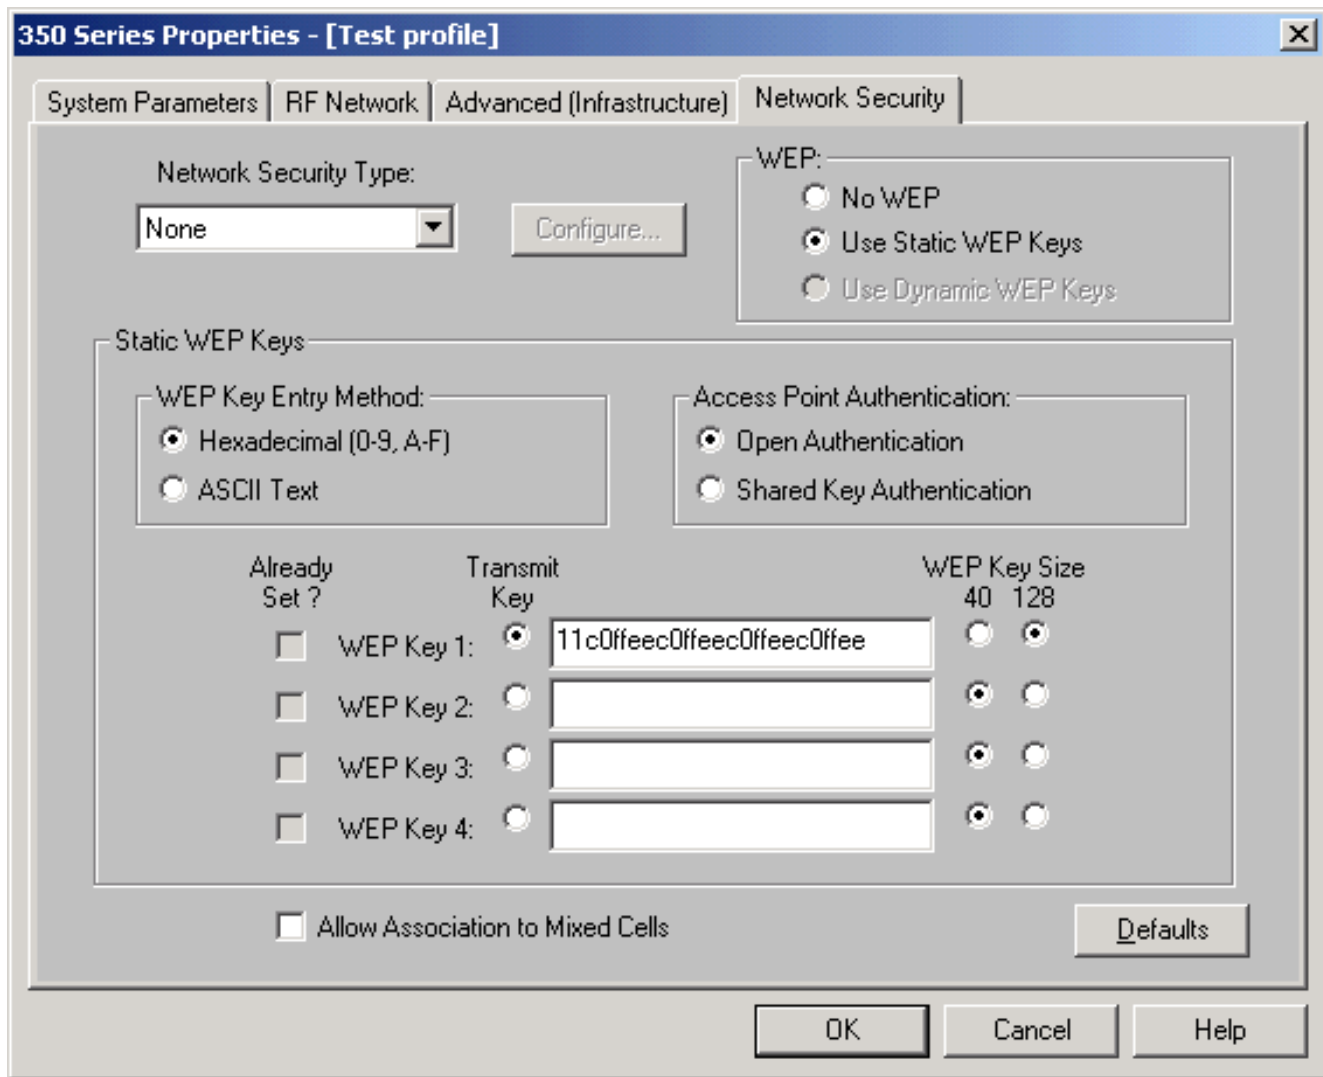 350 Series Properties - [Test profile]
System Parameters RF Network Advanced (Infrastructure) Network Security
Network Security Type:
None
Configure...
WEP:
No WEP
Use Static WEP Keys
Use Dynamic WEP Keys
Static WEP Keys
WEP Key Entry Method:
Hexadecimal (0-9, A-F)
ASCII Text
Access Point Authentication:
Open Authentication
Shared Key Authentication
Already Set ?
Transmit Key
WEP Key Size
40 128
WEP Key 1: 11c0ffeec0ffeec0ffeec0ffee
WEP Key 2:
WEP Key 3:
WEP Key 4:
Allow Association to Mixed Cells
Defaults
OK Cancel Help